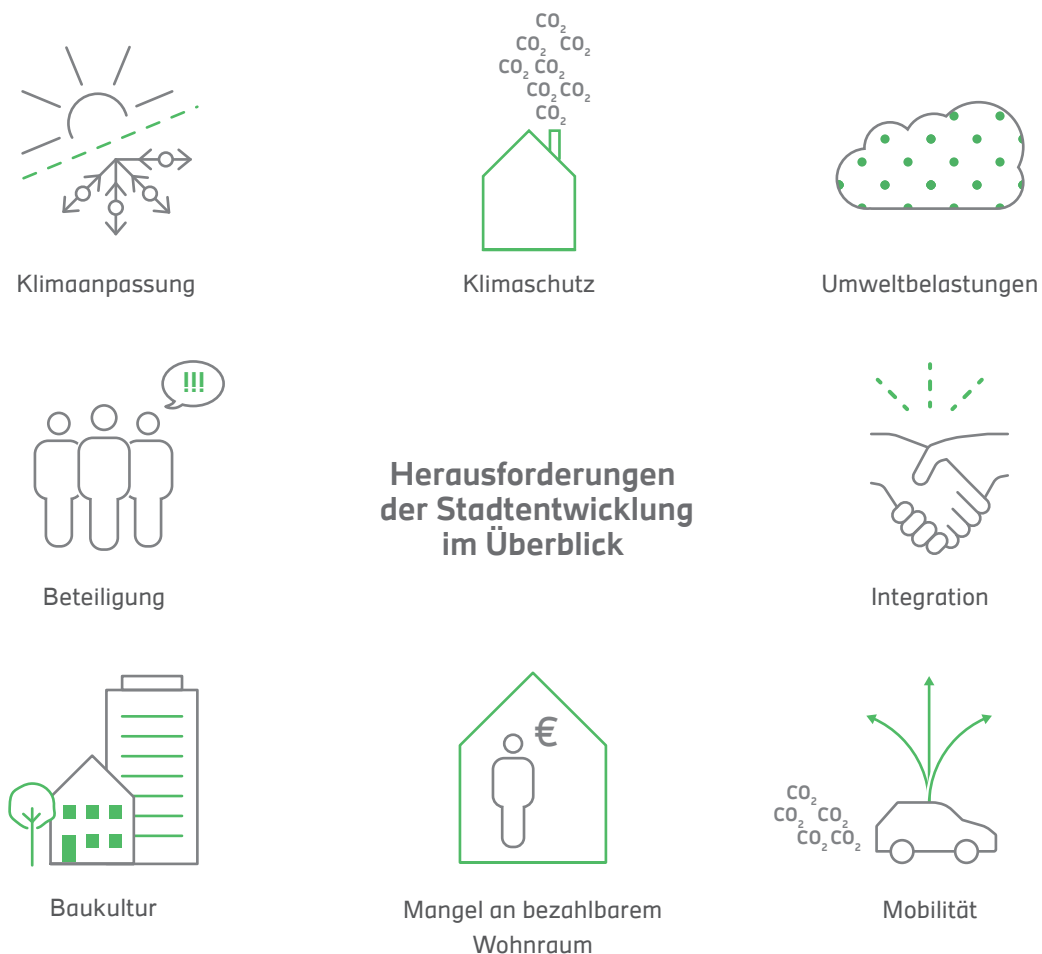 CO₂
CO₂ CO₂
CO₂ CO₂
CO₂ CO₂
CO₂
Klimaanpassung
Klimaschutz
Umweltbelastungen
!!!
Herausforderungen
der Stadtentwicklung
im Überblick
Beteiligung
Integration
€
CO₂
CO₂ CO₂
CO₂ CO₂
Baukultur
Mangel an bezahlbarem
Wohnraum
Mobilität